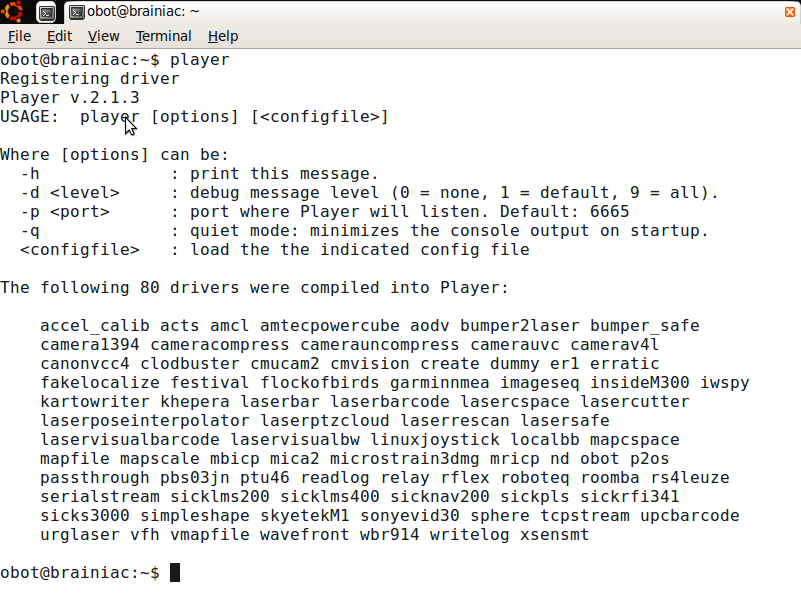 obot@brainiac: ~
File Edit View Terminal Help
obot@brainiac:~$ player
Registering driver
Player v.2.1.3
USAGE:  player [options] [<configfile>]
Where [options] can be:
  -h             : print this message.
  -d <level>     : debug message level (0 = none, 1 = default, 9 = all).
  -p <port>      : port where Player will listen. Default: 6665
  -q             : quiet mode: minimizes the console output on startup.
  <configfile>   : load the the indicated config file
The following 80 drivers were compiled into Player:
    accel_calib acts amcl amtecpowercube aodv bumper2laser bumper_safe
    camera1394 cameracompress camerauncompress camerauvc camerav4l
    canonvcc4 clodbuster cmucam2 cmvision create dummy er1 erratic
    fakelocalize festival flockofbirds garminnmea imageseq insideM300 iwspy
    kartowriter khepera laserbar laserbarcode lasercspace lasercutter
    laserposeinterpolator laserptzcloud laserrescan lasersafe
    laservisualbarcode laservisualbw linuxjoystick localbb mapcspace
    mapfile mapscale mbicp mica2 microstrain3dmg mricp nd obot p2os
    passthrough pbs03jn ptu46 readlog relay rflex roboteq roomba rs4leuze
    serialstream sicklms200 sicklms400 sicknav200 sickpls sickrfi341
    sicks3000 simpleshape skyetekM1 sonyevid30 sphere tcpstream upcbarcode
    urglaser vfh vmapfile wavefront wbr914 writelog xsensmt
obot@brainiac:~$